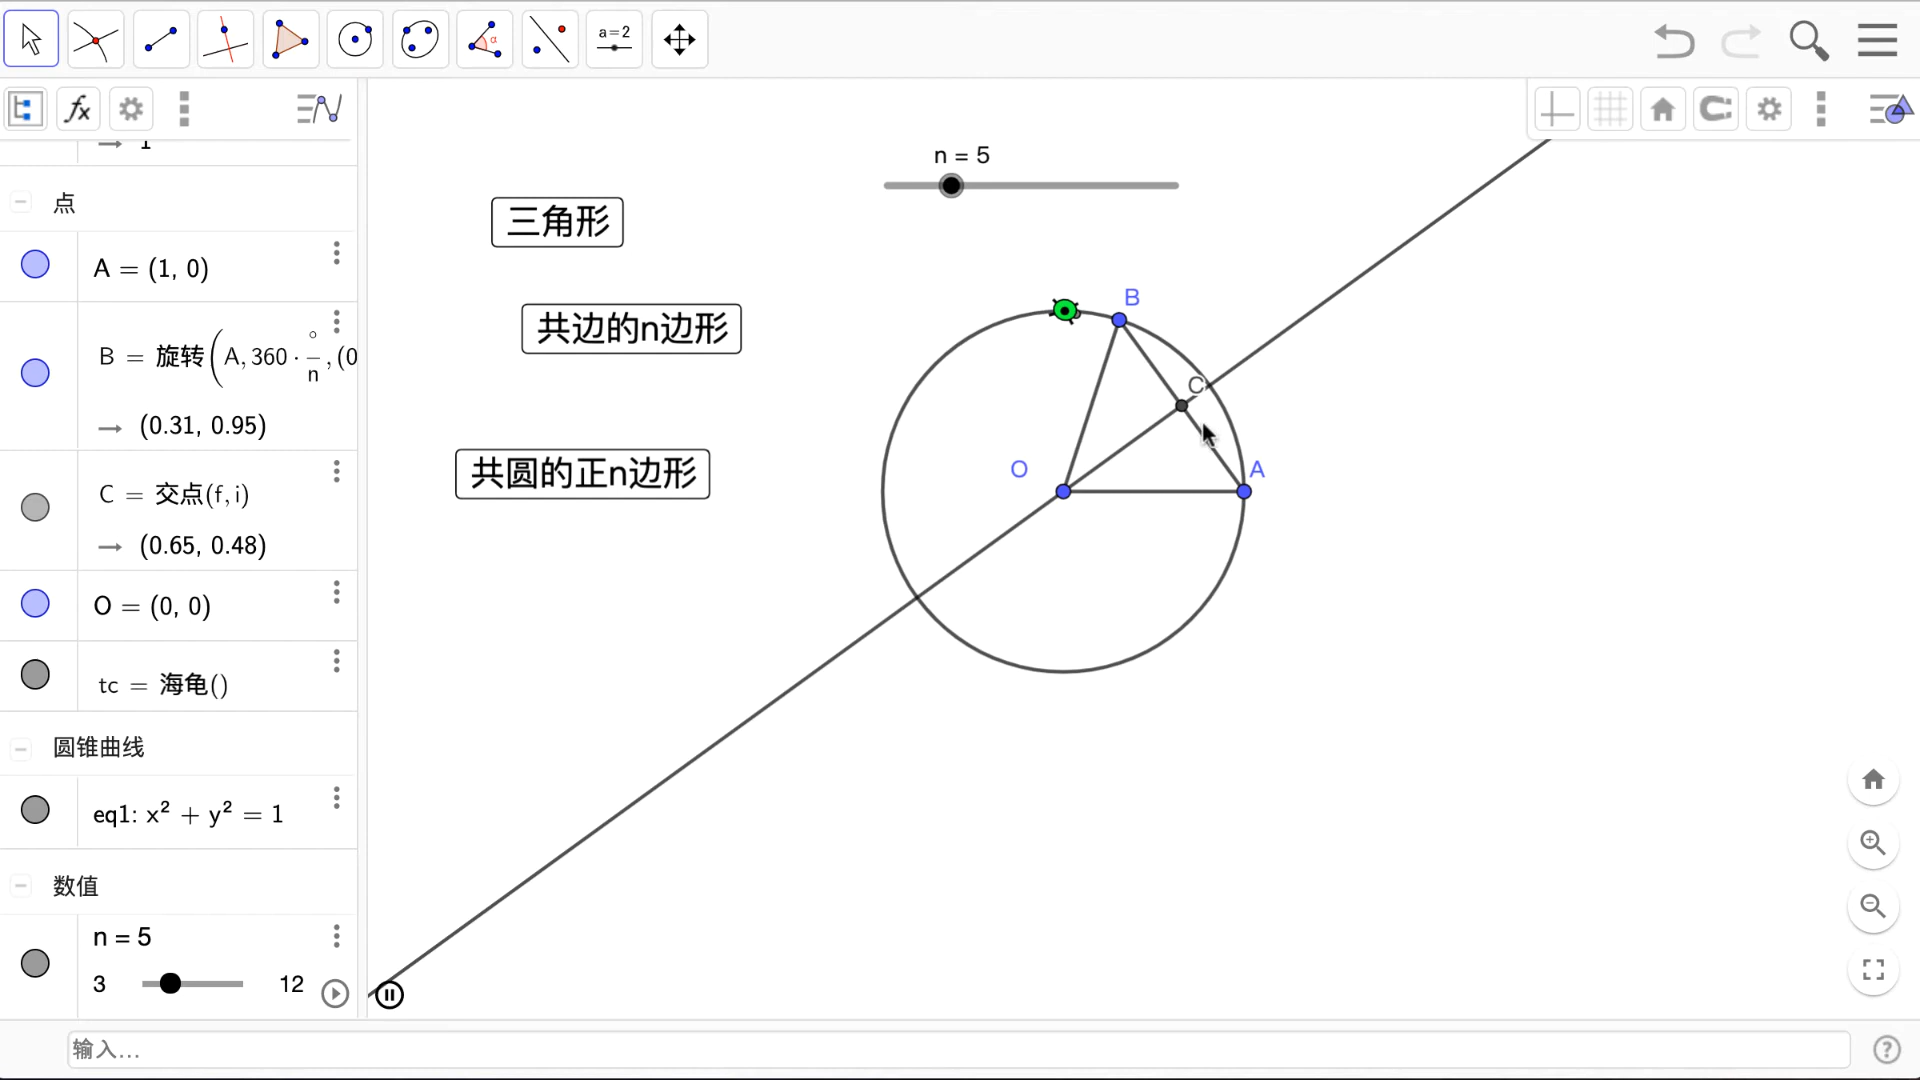 a=2
fx
1
点
A = (1, 0)
B = 旋转(A, 360 · °/n, (0
→ (0.31, 0.95)
C = 交点(f, i)
→ (0.65, 0.48)
O = (0, 0)
tc = 海龟()
圆锥曲线
eq1: x² + y² = 1
数值
n = 5
3 12
n = 5
三角形
共边的n边形
共圆的正n边形
B
C
O
A
输入…